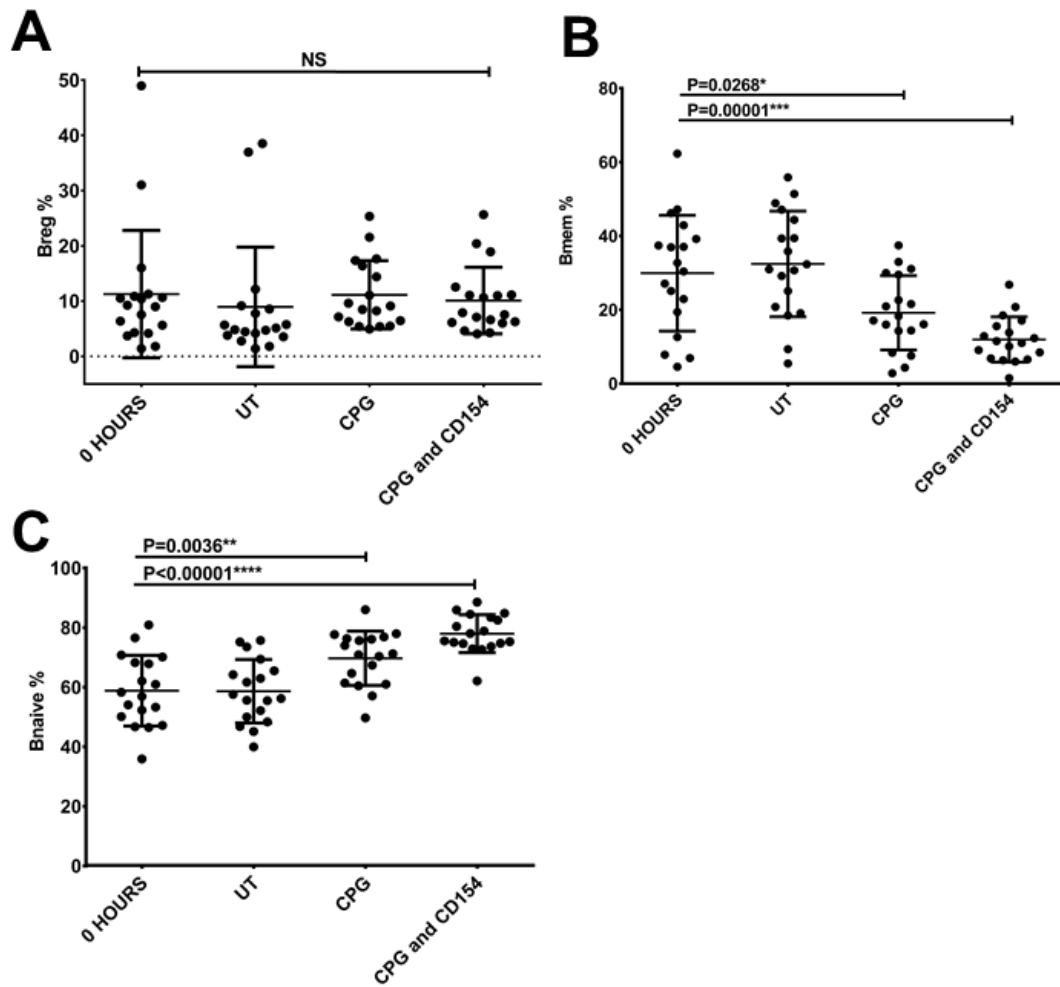 A
NS
Breg %
50
40
30
20
10
0
0 HOURS
UT
CPG
CPG and CD154
B
P=0.0268*
P=0.00001***
Bmem %
80
60
40
20
0
0 HOURS
UT
CPG
CPG and CD154
C
P=0.0036**
P<0.00001****
Bnaive %
100
80
60
40
20
0
0 HOURS
UT
CPG
CPG and CD154